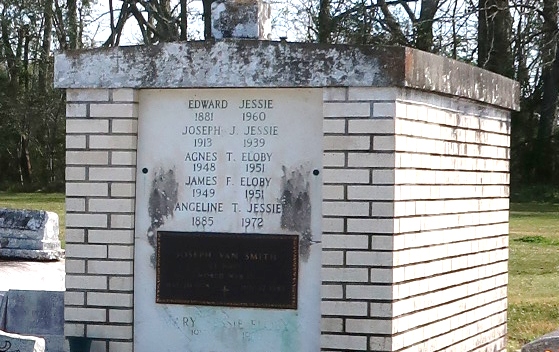 EDWARD JESSIE
1881 1960
JOSEPH J. JESSIE
1913 1939
AGNES T. ELOBY
1948 1951
JAMES F. ELOBY
1949 1951
ANGELINE T. JESSIE
1885 1972
JOSEPH VAN SMITH
WORLD WAR